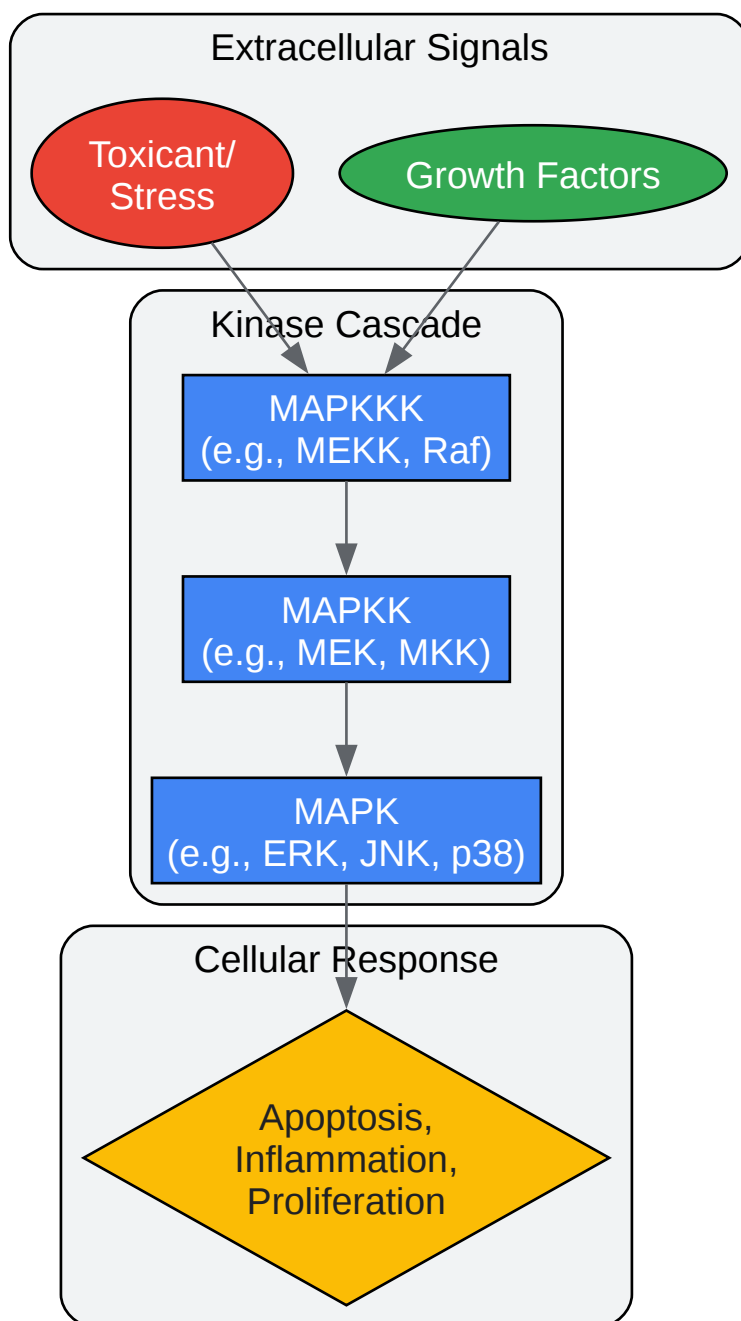 Extracellular Signals
Toxicant/
Stress
Growth Factors
Kinase Cascade
MAPKKK
(e.g., MEKK, Raf)
MAPKK
(e.g., MEK, MKK)
MAPK
(e.g., ERK, JNK, p38)
Cellular Response
Apoptosis,
Inflammation,
Proliferation